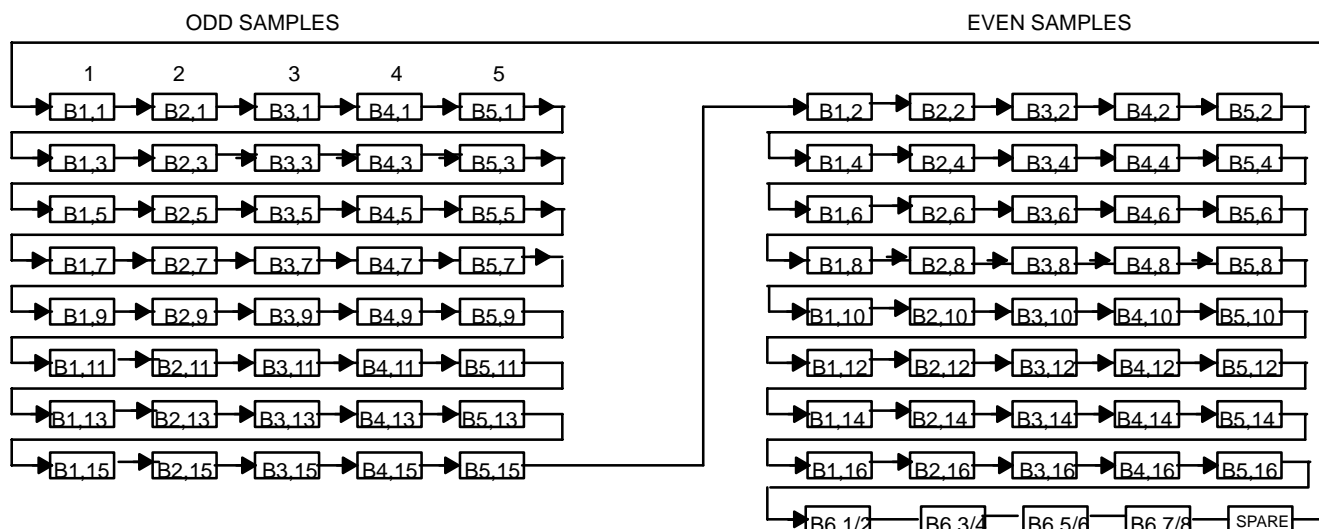 ODD SAMPLES EVEN SAMPLES
1 2 3 4 5
B1,1 B2,1 B3,1 B4,1 B5,1 B1,2 B2,2 B3,2 B4,2 B5,2
B1,3 B2,3 B3,3 B4,3 B5,3 B1,4 B2,4 B3,4 B4,4 B5,4
B1,5 B2,5 B3,5 B4,5 B5,5 B1,6 B2,6 B3,6 B4,6 B5,6
B1,7 B2,7 B3,7 B4,7 B5,7 B1,8 B2,8 B3,8 B4,8 B5,8
B1,9 B2,9 B3,9 B4,9 B5,9 B1,10 B2,10 B3,10 B4,10 B5,10
B1,11 B2,11 B3,11 B4,11 B5,11 B1,12 B2,12 B3,12 B4,12 B5,12
B1,13 B2,13 B3,13 B4,13 B5,13 B1,14 B2,14 B3,14 B4,14 B5,14
B1,15 B2,15 B3,15 B4,15 B5,15 B1,16 B2,16 B3,16 B4,16 B5,16
B6,1/2 B6,3/4 B6,5/6 B6,7/8 SPARE